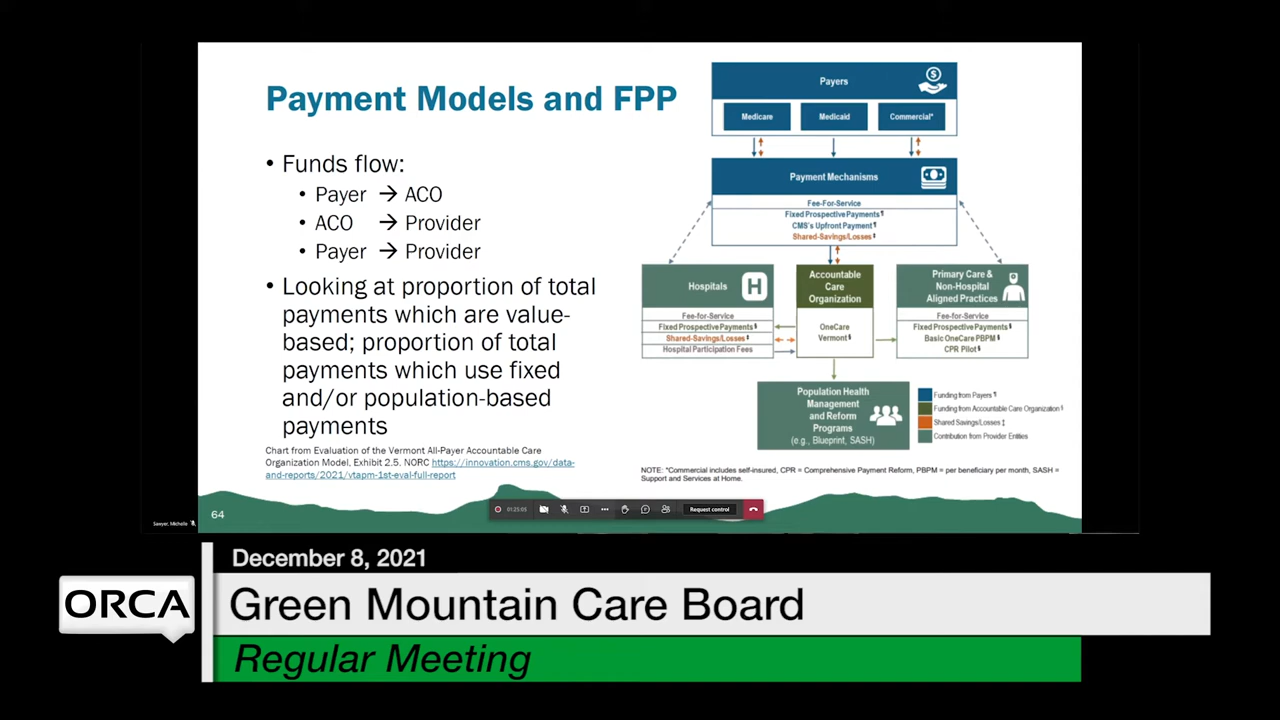 Payment Models and FPP
• Funds flow:
• Payer → ACO
• ACO → Provider
• Payer → Provider
• Looking at proportion of total
payments which are value-
based; proportion of total
payments which use fixed
and/or population-based
payments
Chart from Evaluation of the Vermont All-Payer Accountable Care
Organization Model, Exhibit 2.5. NORC https://innovation.cms.gov/data-
and-reports/2021/vtapm-1st-eval-full-report
64
Payers
Medicare
Medicaid
Commercial*
Payment Mechanisms
Fee-For-Service
Fixed Prospective Payments¶
CMS's Upfront Payment¶
Shared-Savings/Losses‡
Hospitals
H
Fee-for-Service
Fixed Prospective Payments§
Shared-Savings/Losses‡
Hospital Participation Fees
Accountable
Care
Organization
OneCare
Vermont§
Primary Care &
Non-Hospital
Aligned Practices
Fee-for-Service
Fixed Prospective Payments§
Basic OneCare PBPM§
CPR Pilot§
Population Health
Management
and Reform
Programs
(e.g., Blueprint, SASH)
Funding from Payers¶
Funding from Accountable Care Organization§
Shared Savings/Losses‡
Contribution from Provider Entities
NOTE: *Commercial includes self-insured, CPR = Comprehensive Payment Reform, PBPM = per beneficiary per month, SASH =
Support and Services at Home.
Sawyer, Michelle
01:25:05
Request control
December 8, 2021
ORCA
Green Mountain Care Board
Regular Meeting